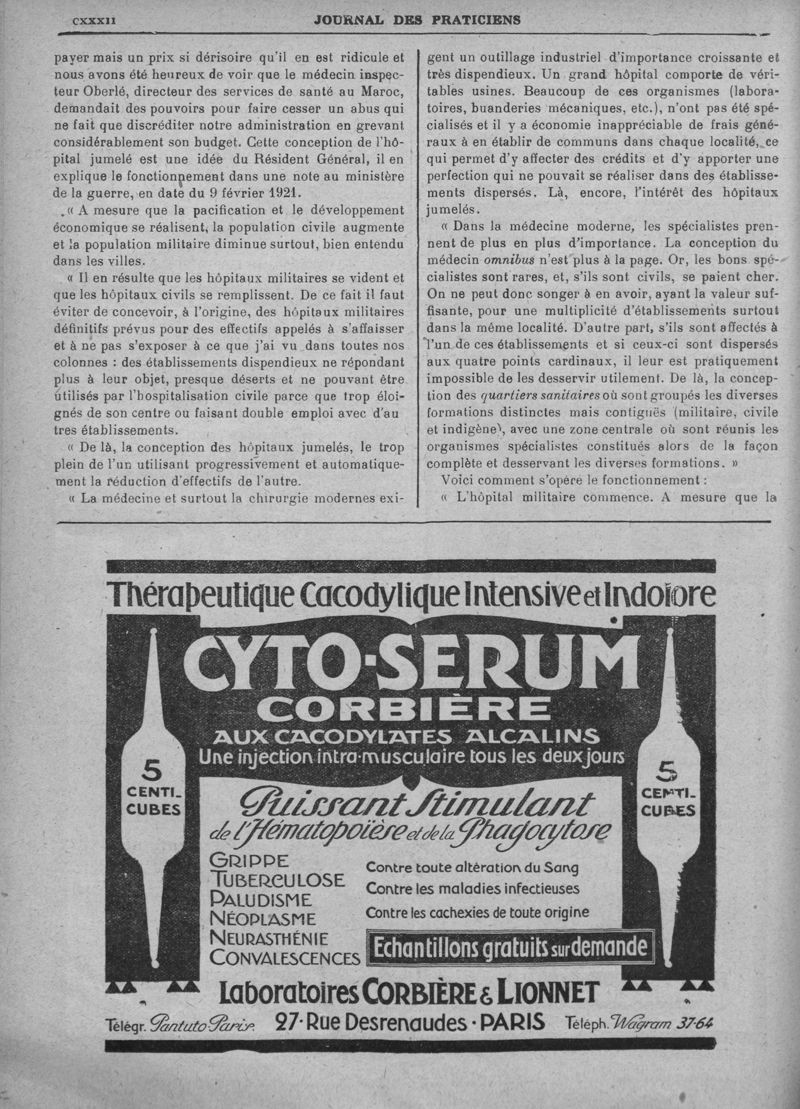 CXXXII
JOURNAL DES PRATICIENS
payer mais un prix si dérisoire qu'il en est ridicule et
nous avons été heureux de voir que le médecin inspec-
teur Oberlé, directeur des services de santé au Maroc,
demandait des pouvoirs pour faire cesser un abus qui
ne fait que discréditer notre administration en grevant
considérablement son budget. Cette conception de l'hô-
pital jumelé est une idée du Résident Général, il en
explique le fonctionnement dans une note au ministère
de la guerre, en date du 9 février 1921.
« A mesure que la pacification et le développement
économique se réalisent, la population civile augmente
et la population militaire diminue surtout, bien entendu
dans les villes.
« Il en résulte que les hôpitaux militaires se vident et
que les hôpitaux civils se remplissent. De ce fait il faut
éviter de concevoir, à l'origine, des hôpitaux militaires
définitifs prévus pour des effectifs appelés à s'affaisser
et à ne pas s'exposer à ce que j'ai vu dans toutes nos
colonnes : des établissements dispendieux ne répondant
plus à leur objet, presque déserts et ne pouvant être
utilisés par l'hospitalisation civile parce que trop éloi-
gnés de son centre ou faisant double emploi avec d'au
tres établissements.
« De là, la conception des hôpitaux jumelés, le trop
plein de l'un utilisant progressivement et automatique-
ment la réduction d'effectifs de l'autre.
« La médecine et surtout la chirurgie modernes exi-
gent un outillage industriel d'importance croissante et
très dispendieux. Un grand hôpital comporte de véri-
tables usines. Beaucoup de ces organismes (labora-
toires, buanderies mécaniques, etc.), n'ont pas été spé-
cialisés et il y a économie inappréciable de frais géné-
raux à en établir de communs dans chaque localité, ce
qui permet d'y affecter des crédits et d'y apporter une
perfection qui ne pouvait se réaliser dans des établisse-
ments dispersés. Là, encore, l'intérêt des hôpitaux
jumelés.
« Dans la médecine moderne, les spécialistes pren-
nent de plus en plus d'importance. La conception du
médecin omnibus n'est plus à la page. Or, les bons spé-
cialistes sont rares, et, s'ils sont civils, se paient cher.
On ne peut donc songer à en avoir, ayant la valeur suf-
fisante, pour une multiplicité d'établissements surtout
dans la même localité. D'autre part, s'ils sont affectés à
l'un de ces établissements et si ceux-ci sont dispersés
aux quatre points cardinaux, il leur est pratiquement
impossible de les desservir utilement. De là, la concep-
tion des quartiers sanitaires où sont groupés les diverses
formations distinctes mais contiguës (militaire, civile
et indigène), avec une zone centrale où sont réunis les
organismes spécialistes constitués alors de la façon
complète et desservant les diverses formations. »
Voici comment s'opère le fonctionnement :
« L'hôpital militaire commence. A mesure que la
Thérapeutique Cacodylique Intensive et Indolore
CYTO-SERUM
CORBIÈRE
AUX CACODYLATES ALCALINS
Une injection intra-musculaire tous les deux jours
5
CENTI-
CUBES
5
CENTI-
CUBES
Puissant Stimulant
de l'Hématopoïèse et de la Phagocytose
GRIPPE
TUBERCULOSE
PALUDISME
NÉOPLASME
NEURASTHÉNIE
CONVALESCENCES
Contre toute altération du Sang
Contre les maladies infectieuses
Contre les cachexies de toute origine
Echantillons gratuits sur demande
Laboratoires CORBIÈRE & LIONNET
Télégr. Pantuto Paris. 27·Rue Desrenaudes·PARIS Téléph. Wagram 37-64